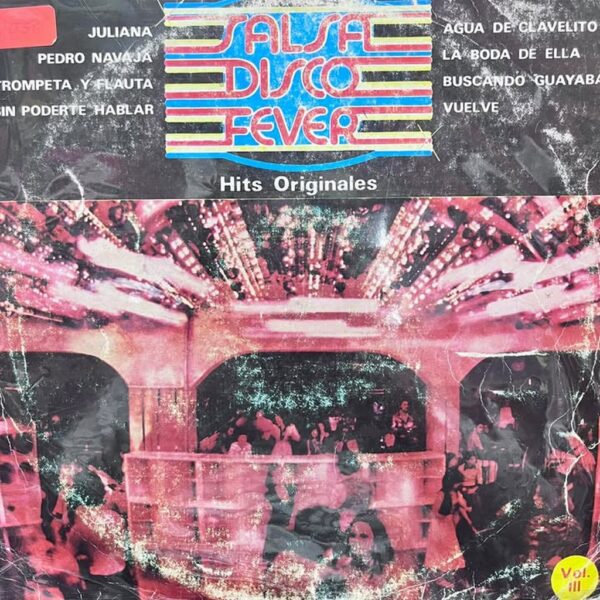 JULIANA
PEDRO NAVAJA
TROMPETA Y FLAUTA
SIN PODERTE HABLAR
SALSA
DISCO
FEVER
AGUA DE CLAVELITO
LA BODA DE ELLA
BUSCANDO GUAYABA
VUELVE
Hits Originales
Vol.
III